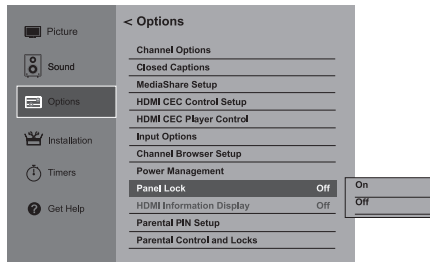 Picture
Sound
Options
Installation
Timers
Get Help
< Options
Channel Options
Closed Captions
MediaShare Setup
HDMI CEC Control Setup
HDMI CEC Player Control
Input Options
Channel Browser Setup
Power Management
Panel Lock Off
HDMI Information Display Off
Parental PIN Setup
Parental Control and Locks
On
Off